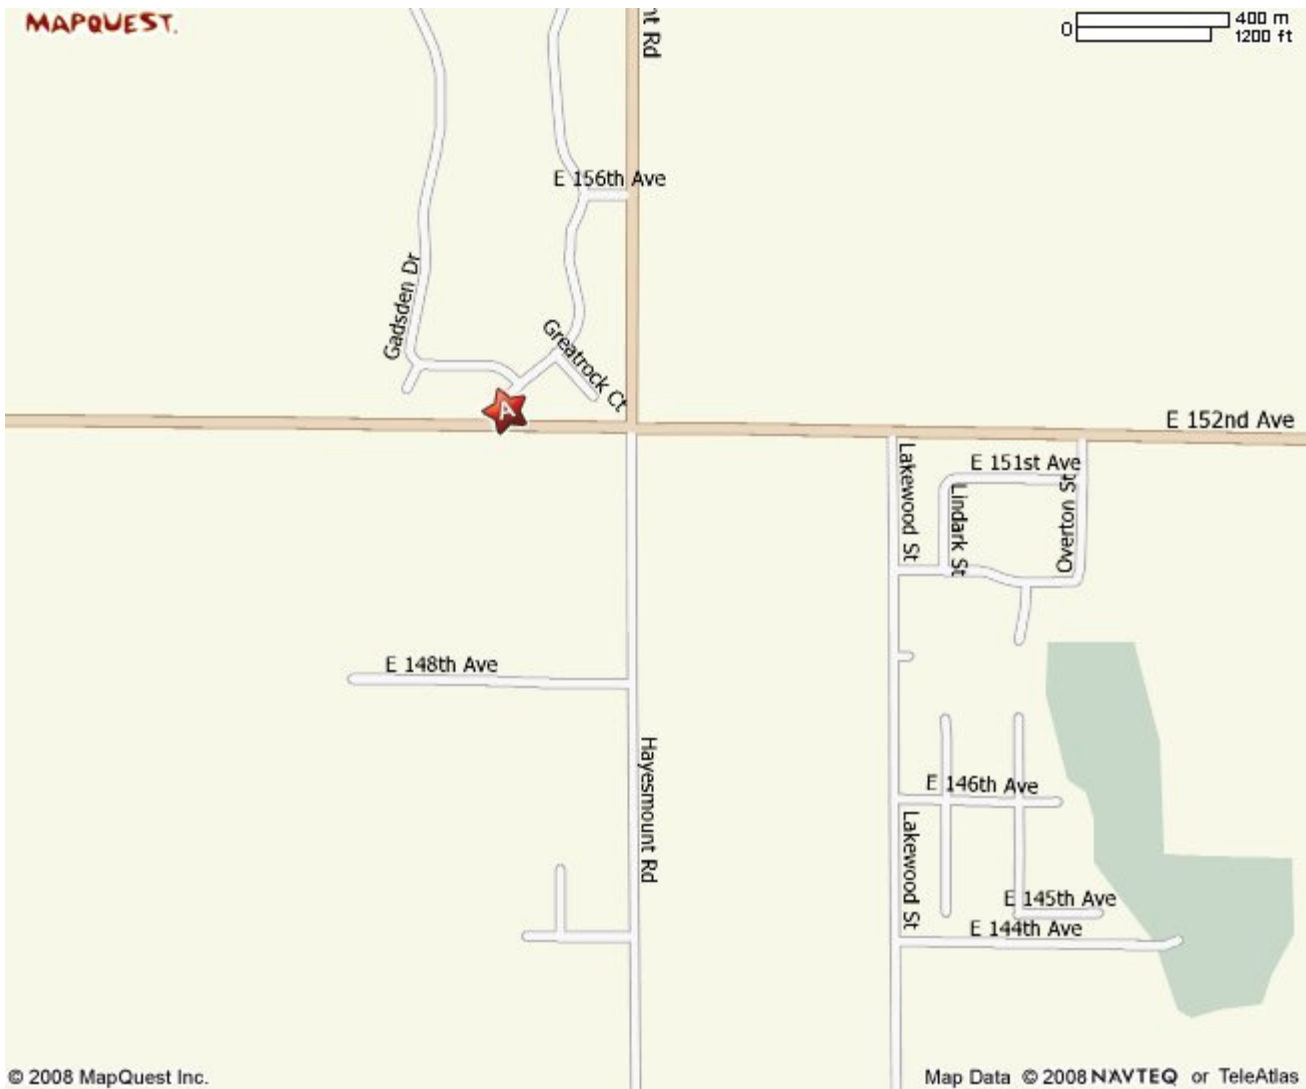 MAPQUEST.
nt Rd
0
400 m
1200 ft
E 156th Ave
Gadsden Dr
Greatrock Ct
A
E 152nd Ave
E 151st Ave
Lakewood St
Lindark St
Overton St
E 148th Ave
Hayesmount Rd
E 146th Ave
Lakewood St
E 145th Ave
E 144th Ave
© 2008 MapQuest Inc.
Map Data © 2008 NAVTEQ or TeleAtlas